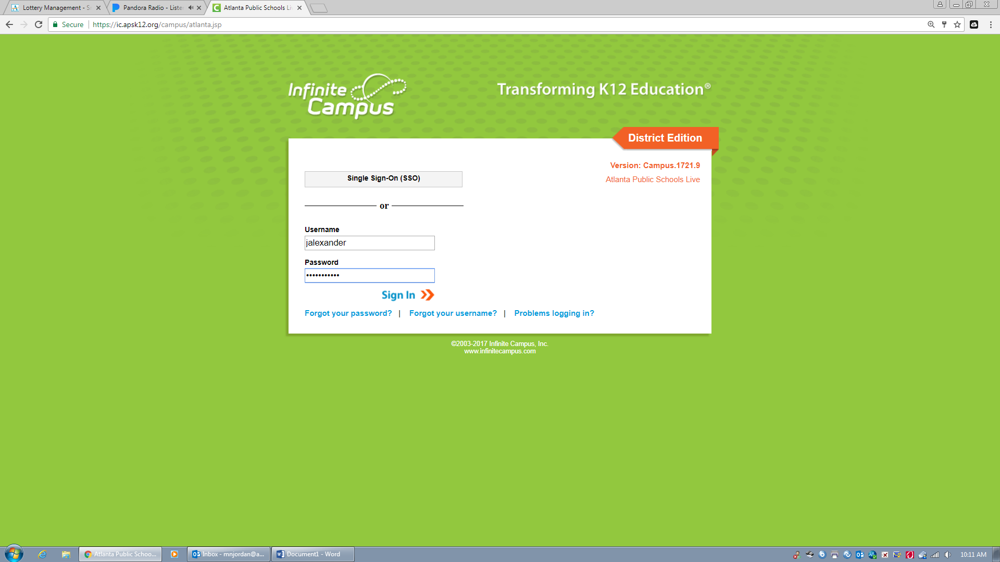 Lottery Management - S
Pandora Radio - Liste
Atlanta Public Schools Li
Secure
https://ic.apsk12.org/campus/atlanta.jsp
Infinite
Campus
Transforming K12 Education®
District Edition
Version: Campus.1721.9
Atlanta Public Schools Live
Single Sign-On (SSO)
or
Username
jalexander
Password
•••••••••••
Sign In
Forgot your password? | Forgot your username? | Problems logging in?
©2003-2017 Infinite Campus, Inc.
www.infinitecampus.com
Atlanta Public Schoo...
Inbox - mnjordan@a...
Document1 - Word
10:11 AM